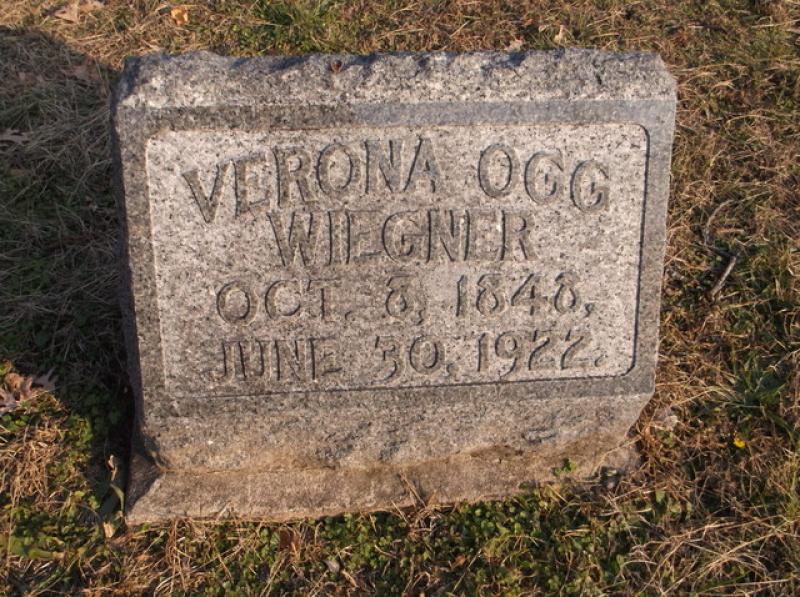 VERONA OGG
WIEGNER
OCT. 8, 1848,
JUNE 30, 1922.